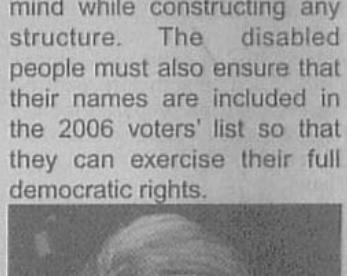 mind while constructing any
structure. The disabled
people must also ensure that
their names are included in
the 2006 voters' list so that
they can exercise their full
democratic rights.